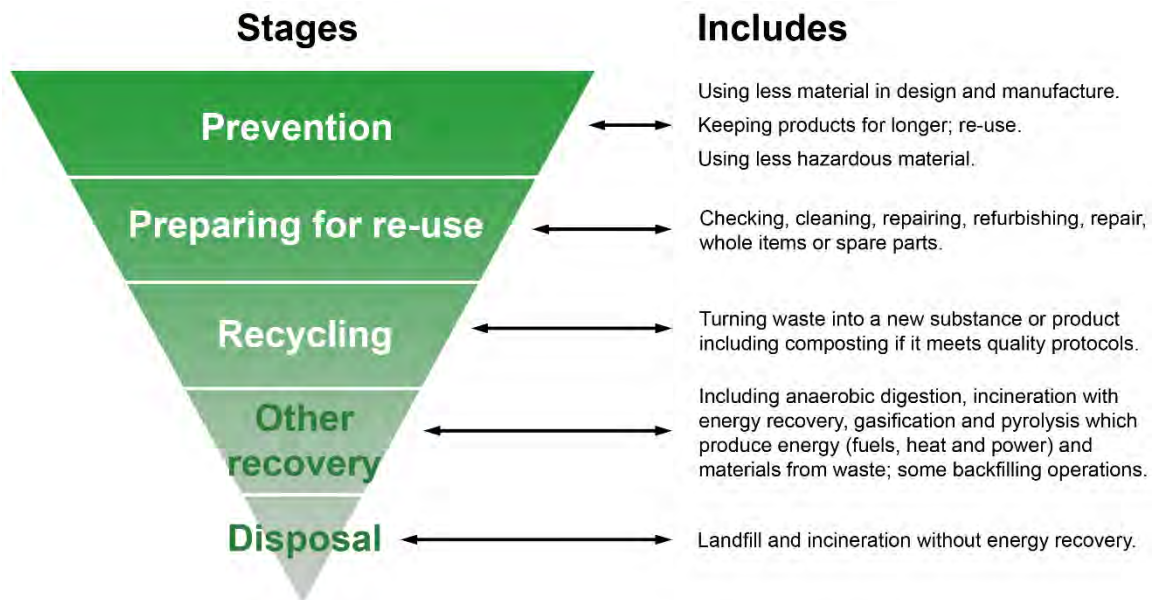 Stages
Includes
Prevention
Using less material in design and manufacture.
Keeping products for longer; re-use.
Using less hazardous material.
Preparing for re-use
Checking, cleaning, repairing, refurbishing, repair,
whole items or spare parts.
Recycling
Turning waste into a new substance or product
including composting if it meets quality protocols.
Other
recovery
Including anaerobic digestion, incineration with
energy recovery, gasification and pyrolysis which
produce energy (fuels, heat and power) and
materials from waste; some backfilling operations.
Disposal
Landfill and incineration without energy recovery.